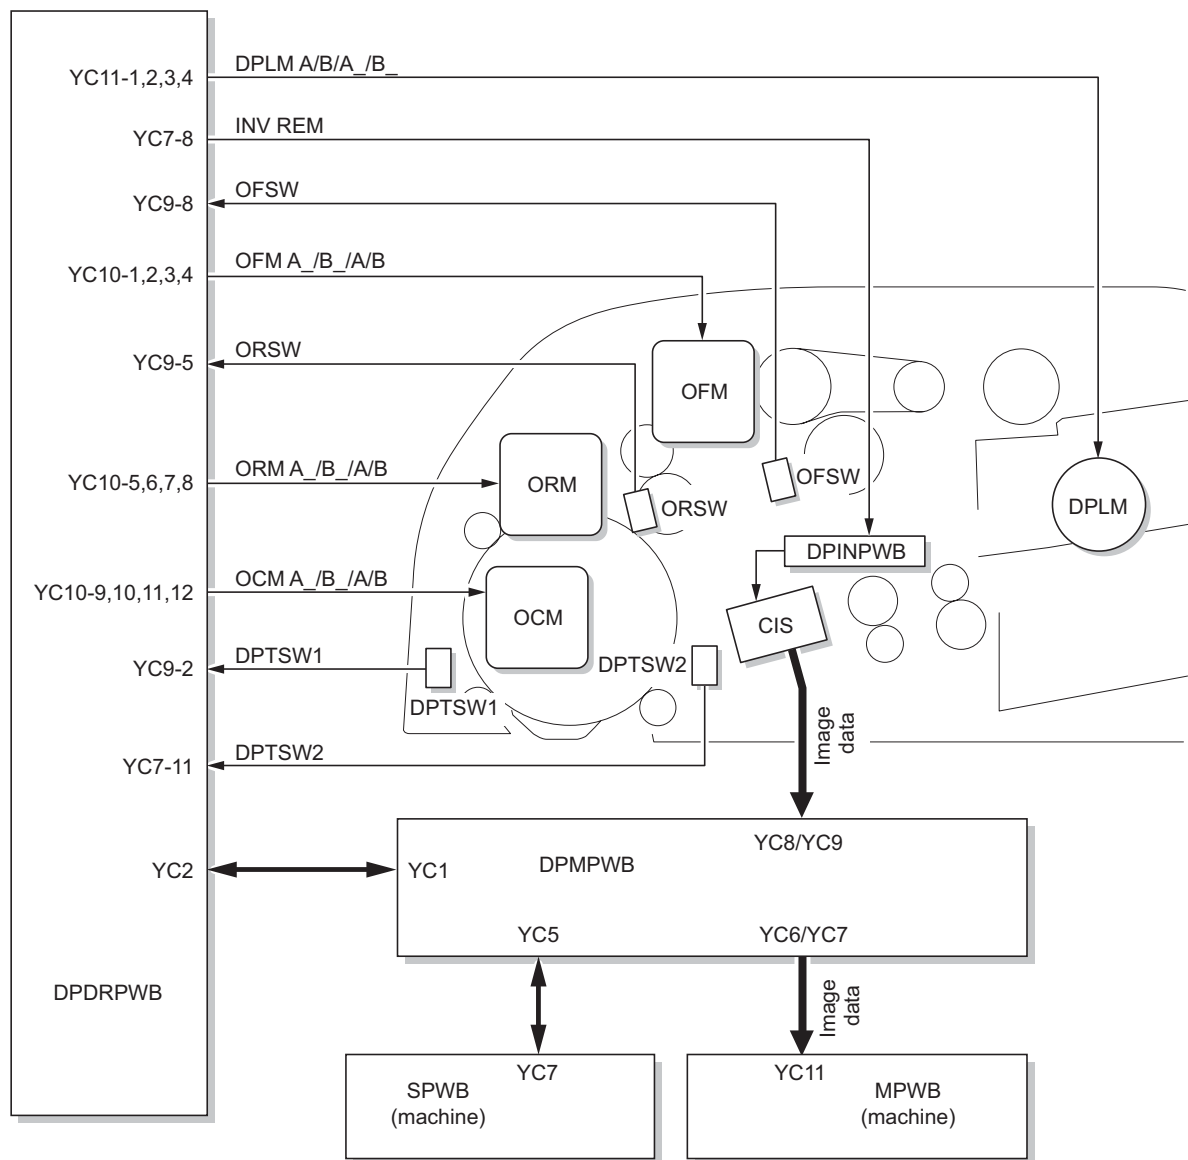 YC11-1,2,3,4
DPLM A/B/A_/B_
YC7-8
INV REM
YC9-8
OFSW
YC10-1,2,3,4
OFM A_/B_/A/B
YC9-5
ORSW
OFM
YC10-5,6,7,8
ORM A_/B_/A/B
ORM
ORSW
OFSW
DPLM
DPINPWB
YC10-9,10,11,12
OCM A_/B_/A/B
OCM
CIS
YC9-2
DPTSW1
DPTSW2
DPTSW1
YC7-11
DPTSW2
Image
data
YC8/YC9
YC2
YC1
DPMPWB
YC5
YC6/YC7
DPDRPWB
Image
data
YC7
SPWB
(machine)
YC11
MPWB
(machine)